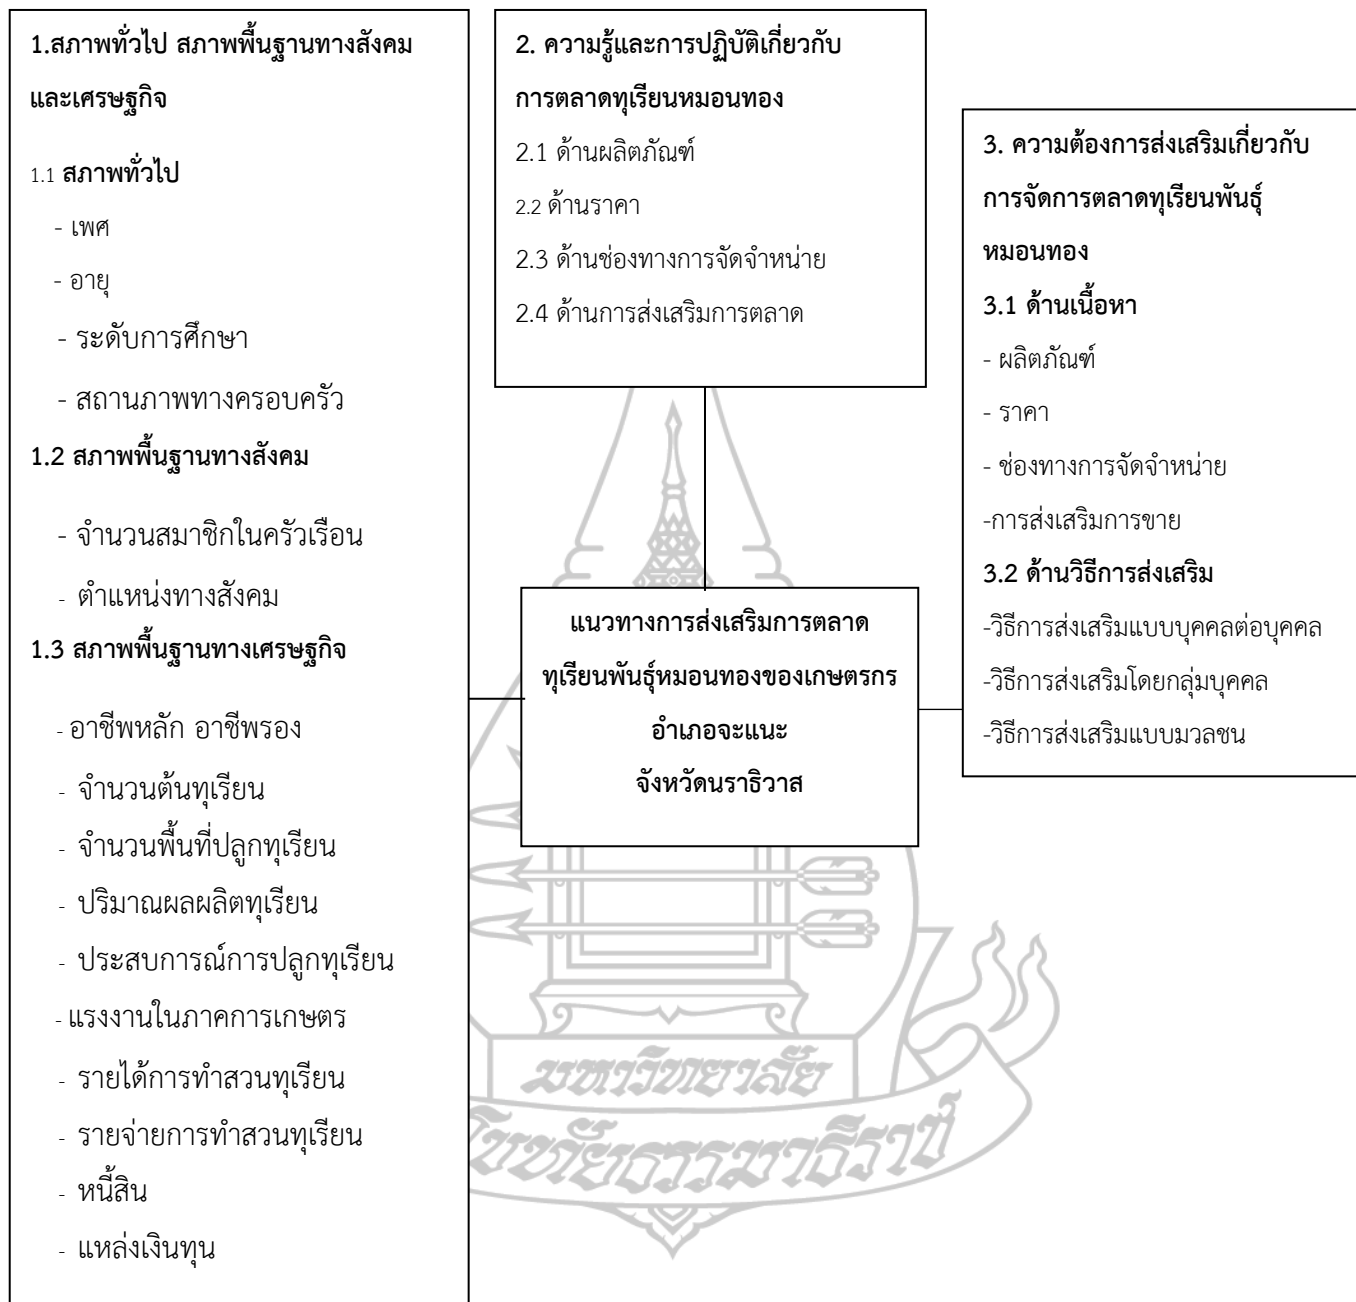 1.สภาพทั่วไป สภาพพื้นฐานทางสังคม
และเศรษฐกิจ
1.1 สภาพทั่วไป
- เพศ
- อายุ
- ระดับการศึกษา
- สถานภาพทางครอบครัว
1.2 สภาพพื้นฐานทางสังคม
- จำนวนสมาชิกในครัวเรือน
- ตำแหน่งทางสังคม
1.3 สภาพพื้นฐานทางเศรษฐกิจ
- อาชีพหลัก อาชีพรอง
- จำนวนต้นทุเรียน
- จำนวนพื้นที่ปลูกทุเรียน
- ปริมาณผลผลิตทุเรียน
- ประสบการณ์การปลูกทุเรียน
- แรงงานในภาคการเกษตร
- รายได้การทำสวนทุเรียน
- รายจ่ายการทำสวนทุเรียน
- หนี้สิน
- แหล่งเงินทุน
2. ความรู้และการปฏิบัติเกี่ยวกับ
การตลาดทุเรียนหมอนทอง
2.1 ด้านผลิตภัณฑ์
2.2 ด้านราคา
2.3 ด้านช่องทางการจัดจำหน่าย
2.4 ด้านการส่งเสริมการตลาด
3. ความต้องการส่งเสริมเกี่ยวกับ
การจัดการตลาดทุเรียนพันธุ์
หมอนทอง
3.1 ด้านเนื้อหา
- ผลิตภัณฑ์
- ราคา
- ช่องทางการจัดจำหน่าย
-การส่งเสริมการขาย
3.2 ด้านวิธีการส่งเสริม
-วิธีการส่งเสริมแบบบุคคลต่อบุคคล
-วิธีการส่งเสริมโดยกลุ่มบุคคล
-วิธีการส่งเสริมแบบมวลชน
แนวทางการส่งเสริมการตลาด
ทุเรียนพันธุ์หมอนทองของเกษตรกร
อำเภอจะแนะ
จังหวัดนราธิวาส
มหาวิทยาลัย
สุโขทัยธรรมาธิราช